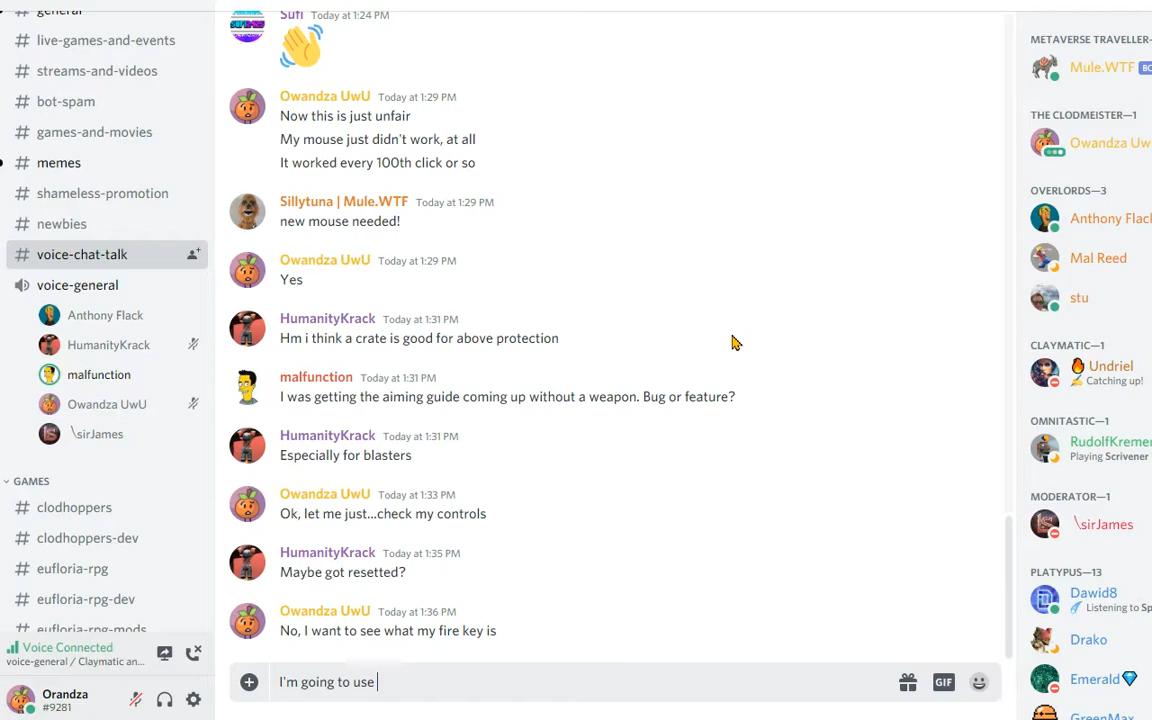 general
# live-games-and-events
# streams-and-videos
# bot-spam
# games-and-movies
# memes
# shameless-promotion
# newbies
# voice-chat-talk
voice-general
Anthony Flack
HumanityKrack
malfunction
Owandza UwU
\sirJames
GAMES
# clodhoppers
# clodhoppers-dev
# eufloria-rpg
# eufloria-rpg-dev
eufloria-rpg-mods
Voice Connected
voice-general / Claymatic an...
Orandza
#9281
Sufi Today at 1:24 PM
Owandza UwU Today at 1:29 PM
Now this is just unfair
My mouse just didn't work, at all
It worked every 100th click or so
Sillytuna | Mule.WTF Today at 1:29 PM
new mouse needed!
Owandza UwU Today at 1:29 PM
Yes
HumanityKrack Today at 1:31 PM
Hm i think a crate is good for above protection
malfunction Today at 1:31 PM
I was getting the aiming guide coming up without a weapon. Bug or feature?
HumanityKrack Today at 1:31 PM
Especially for blasters
Owandza UwU Today at 1:33 PM
Ok, let me just...check my controls
HumanityKrack Today at 1:35 PM
Maybe got resetted?
Owandza UwU Today at 1:36 PM
No, I want to see what my fire key is
I'm going to use
GIF
METAVERSE TRAVELLER—
Mule.WTF
THE CLODMEISTER—1
Owandza Uw
OVERLORDS—3
Anthony Flac
Mal Reed
stu
CLAYMATIC—1
Undriel
Catching up!
OMNITASTIC—1
RudolfKreme
Playing Scrivener
MODERATOR—1
\sirJames
PLATYPUS—13
Dawid8
Listening to Sp
Drako
Emerald
GreenMax